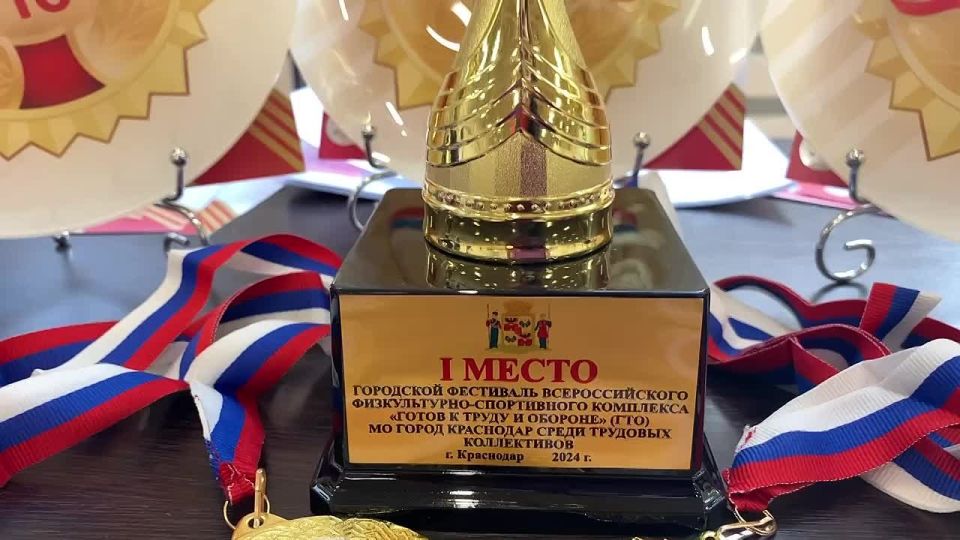 10
I МЕСТО
ГОРОДСКОЙ ФЕСТИВАЛЬ ВСЕРОССИЙСКОГО
ФИЗКУЛЬТУРНО-СПОРТИВНОГО КОМПЛЕКСА
«ГОТОВ К ТРУДУ И ОБОРОНЕ» (ГТО)
МО ГОРОД КРАСНОДАР СРЕДИ ТРУДОВЫХ
КОЛЛЕКТИВОВ
г. Краснодар 2024 г.